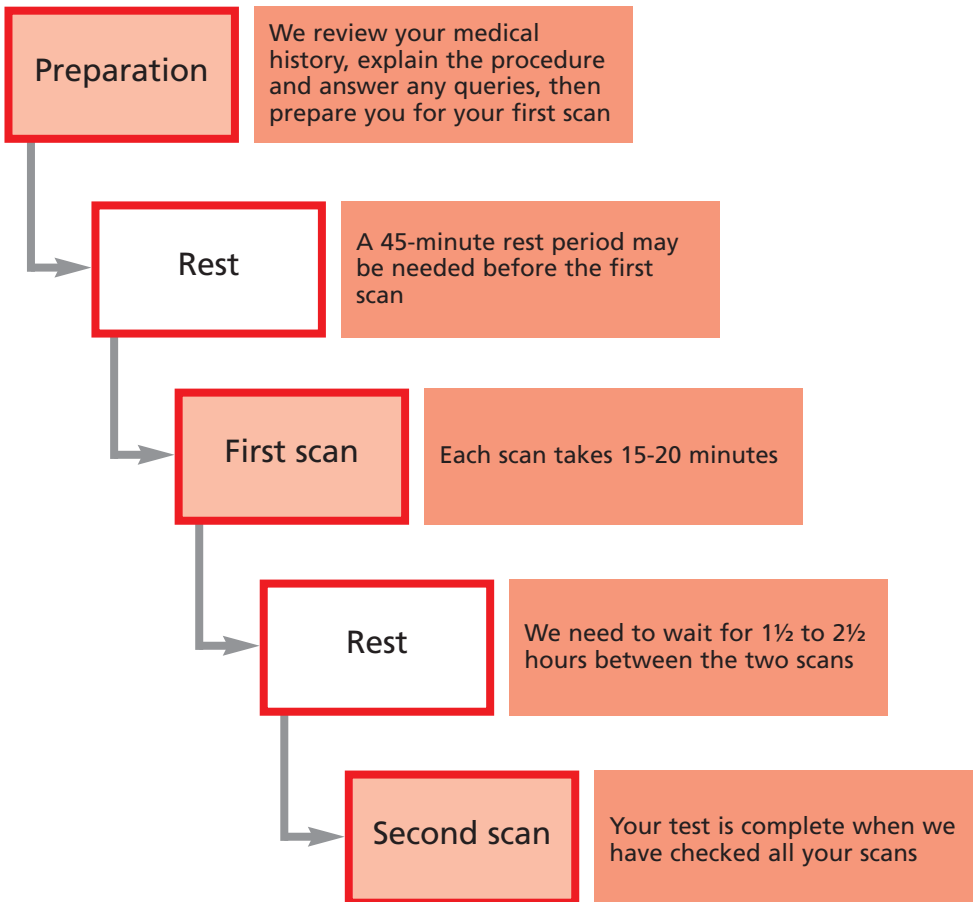 Preparation
We review your medical
history, explain the procedure
and answer any queries, then
prepare you for your first scan
Rest
A 45-minute rest period may
be needed before the first
scan
First scan
Each scan takes 15-20 minutes
Rest
We need to wait for 1½ to 2½
hours between the two scans
Second scan
Your test is complete when we
have checked all your scans